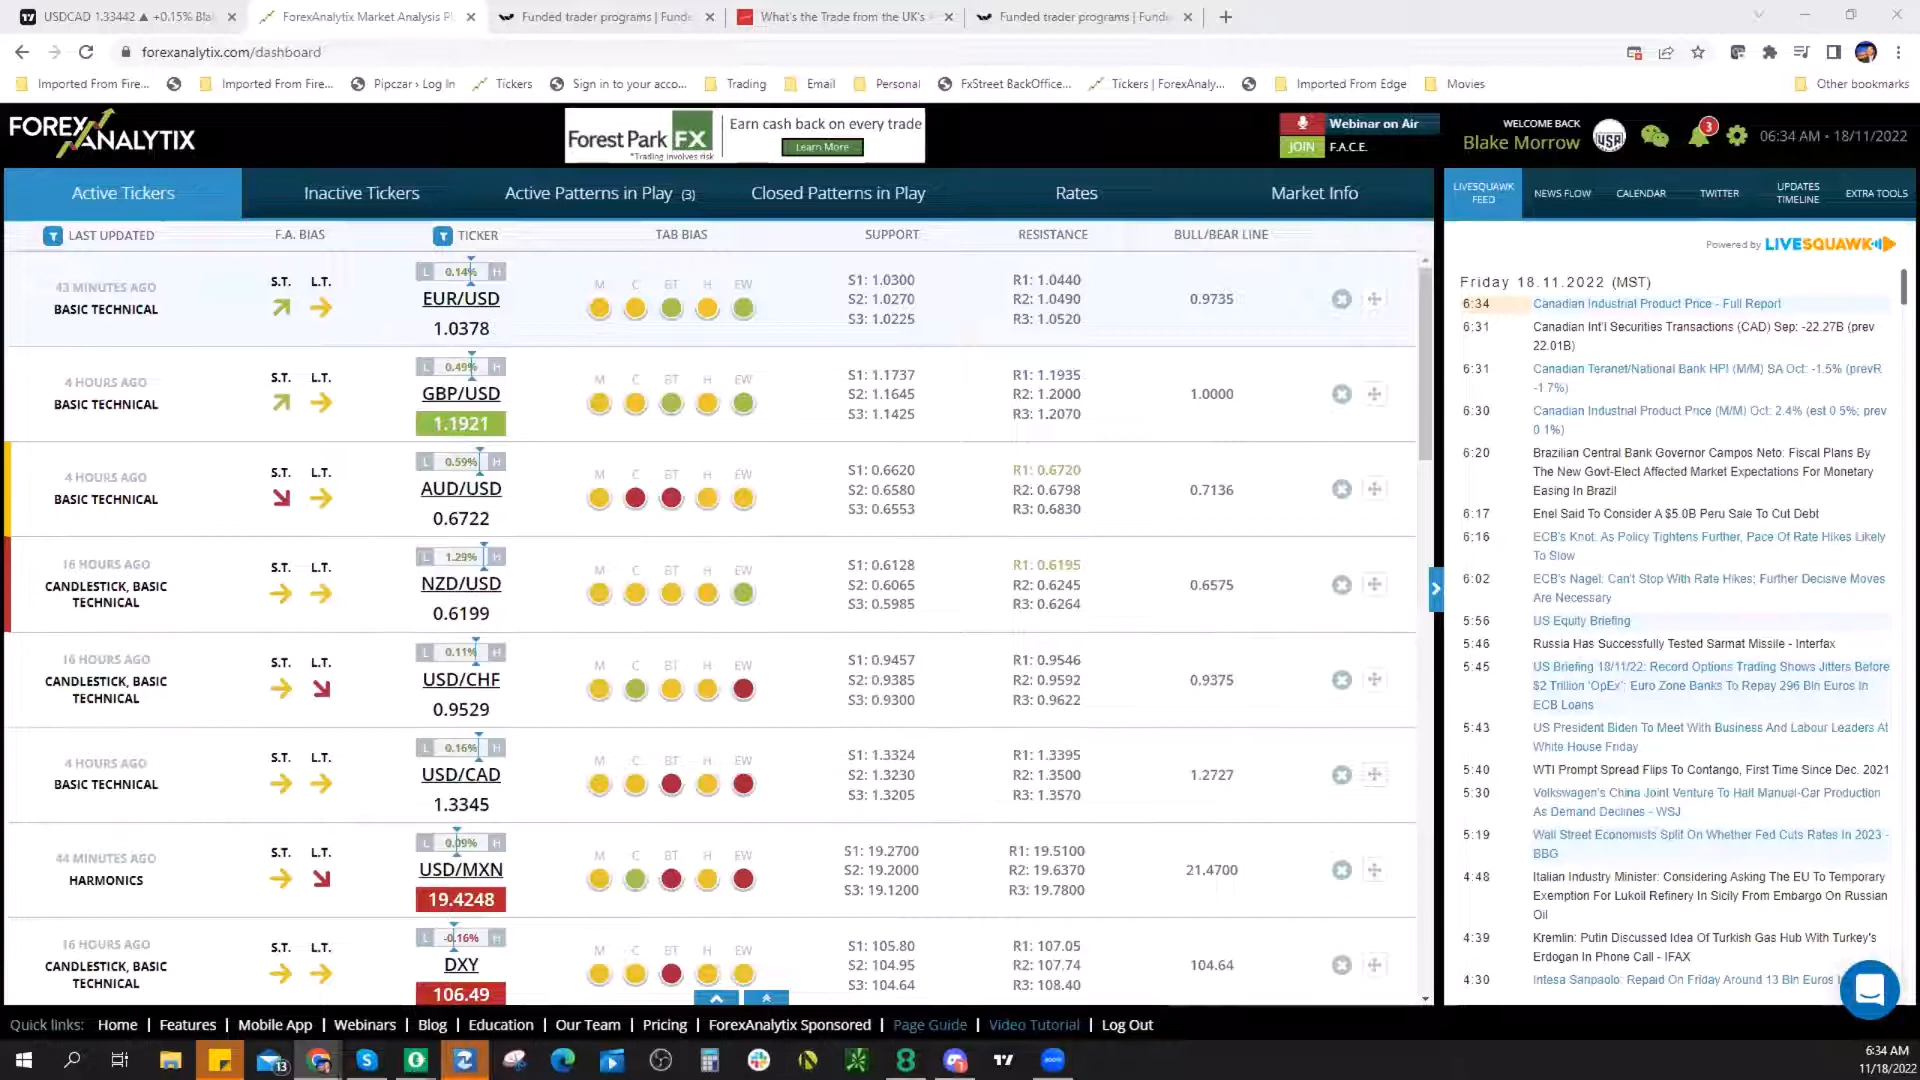 USDCAD 1.33442 ▲ +0.15% Bla
ForexAnalytix Market Analysis P
Funded trader programs | Fund
What's the Trade from the UK's
Funded trader programs | Fund
forexanalytix.com/dashboard
Imported From Fire...
Imported From Fire...
Pipczar › Log In
Tickers
Sign in to your acco...
Trading
Email
Personal
FxStreet BackOffice...
Tickers | ForexAnaly...
Imported From Edge
Movies
Other bookmarks
FOREX ANALYTIX
Forest Park FX
*Trading involves risk
Earn cash back on every trade
Learn More
Webinar on Air
JOIN F.A.C.E.
WELCOME BACK
Blake Morrow
3
06:34 AM • 18/11/2022
Active Tickers
Inactive Tickers
Active Patterns in Play (3)
Closed Patterns in Play
Rates
Market Info
LAST UPDATED
F.A. BIAS
TICKER
TAB BIAS
SUPPORT
RESISTANCE
BULL/BEAR LINE
43 MINUTES AGO
BASIC TECHNICAL
S.T. L.T.
L 0.14% H
EUR/USD
1.0378
M C BT H EW
S1: 1.0300
S2: 1.0270
S3: 1.0225
R1: 1.0440
R2: 1.0490
R3: 1.0520
0.9735
4 HOURS AGO
BASIC TECHNICAL
S.T. L.T.
L 0.49% H
GBP/USD
1.1921
M C BT H EW
S1: 1.1737
S2: 1.1645
S3: 1.1425
R1: 1.1935
R2: 1.2000
R3: 1.2070
1.0000
4 HOURS AGO
BASIC TECHNICAL
S.T. L.T.
L 0.59% H
AUD/USD
0.6722
M C BT H EW
S1: 0.6620
S2: 0.6580
S3: 0.6553
R1: 0.6720
R2: 0.6798
R3: 0.6830
0.7136
16 HOURS AGO
CANDLESTICK, BASIC
TECHNICAL
S.T. L.T.
L 1.29% H
NZD/USD
0.6199
M C BT H EW
S1: 0.6128
S2: 0.6065
S3: 0.5985
R1: 0.6195
R2: 0.6245
R3: 0.6264
0.6575
16 HOURS AGO
CANDLESTICK, BASIC
TECHNICAL
S.T. L.T.
L 0.11% H
USD/CHF
0.9529
M C BT H EW
S1: 0.9457
S2: 0.9385
S3: 0.9300
R1: 0.9546
R2: 0.9592
R3: 0.9622
0.9375
4 HOURS AGO
BASIC TECHNICAL
S.T. L.T.
L 0.16% H
USD/CAD
1.3345
M C BT H EW
S1: 1.3324
S2: 1.3230
S3: 1.3205
R1: 1.3395
R2: 1.3500
R3: 1.3570
1.2727
44 MINUTES AGO
HARMONICS
S.T. L.T.
L 0.09% H
USD/MXN
19.4248
M C BT H EW
S1: 19.2700
S2: 19.2000
S3: 19.1200
R1: 19.5100
R2: 19.6370
R3: 19.7800
21.4700
16 HOURS AGO
CANDLESTICK, BASIC
TECHNICAL
S.T. L.T.
L -0.16% H
DXY
106.49
M C BT H EW
S1: 105.80
S2: 104.95
S3: 104.64
R1: 107.05
R2: 107.74
R3: 108.40
104.64
LIVESQUAWK
FEED
NEWS FLOW
CALENDAR
TWITTER
UPDATES
TIMELINE
EXTRA TOOLS
Powered by LIVESQUAWK
Friday 18.11.2022 (MST)
6:34 Canadian Industrial Product Price - Full Report
6:31 Canadian Int'l Securities Transactions (CAD) Sep: -22.27B (prev
22.01B)
6:31 Canadian Teranet/National Bank HPI (M/M) SA Oct: -1.5% (prevR
-1.7%)
6:30 Canadian Industrial Product Price (M/M) Oct: 2.4% (est 0.5%; prev
0.1%)
6:20 Brazilian Central Bank Governor Campos Neto: Fiscal Plans By
The New Govt-Elect Affected Market Expectations For Monetary
Easing In Brazil
6:17 Enel Said To Consider A $5.0B Peru Sale To Cut Debt
6:16 ECB's Knot: As Policy Tightens Further, Pace Of Rate Hikes Likely
To Slow
6:02 ECB's Nagel: Can't Stop With Rate Hikes; Further Decisive Moves
Are Necessary
5:56 US Equity Briefing
5:46 Russia Has Successfully Tested Sarmat Missile - Interfax
5:45 US Briefing 18/11/22: Record Options Trading Shows Jitters Before
$2 Trillion 'OpEx'; Euro Zone Banks To Repay 296 Bln Euros In
ECB Loans
5:43 US President Biden To Meet With Business And Labour Leaders At
White House Friday
5:40 WTI Prompt Spread Flips To Contango, First Time Since Dec. 2021
5:30 Volkswagen's China Joint Venture To Halt Manual-Car Production
As Demand Declines - WSJ
5:19 Wall Street Economists Split On Whether Fed Cuts Rates In 2023 -
BBG
4:48 Italian Industry Minister: Considering Asking The EU To Temporary
Exemption For Lukoil Refinery In Sicily From Embargo On Russian
Oil
4:39 Kremlin: Putin Discussed Idea Of Turkish Gas Hub With Turkey's
Erdogan In Phone Call - IFAX
4:30 Intesa Sanpaolo: Repaid On Friday Around 13 Bln Euros
Quick links: Home | Features | Mobile App | Webinars | Blog | Education | Our Team | Pricing | ForexAnalytix Sponsored | Page Guide | Video Tutorial | Log Out
13
6:34 AM
11/18/2022